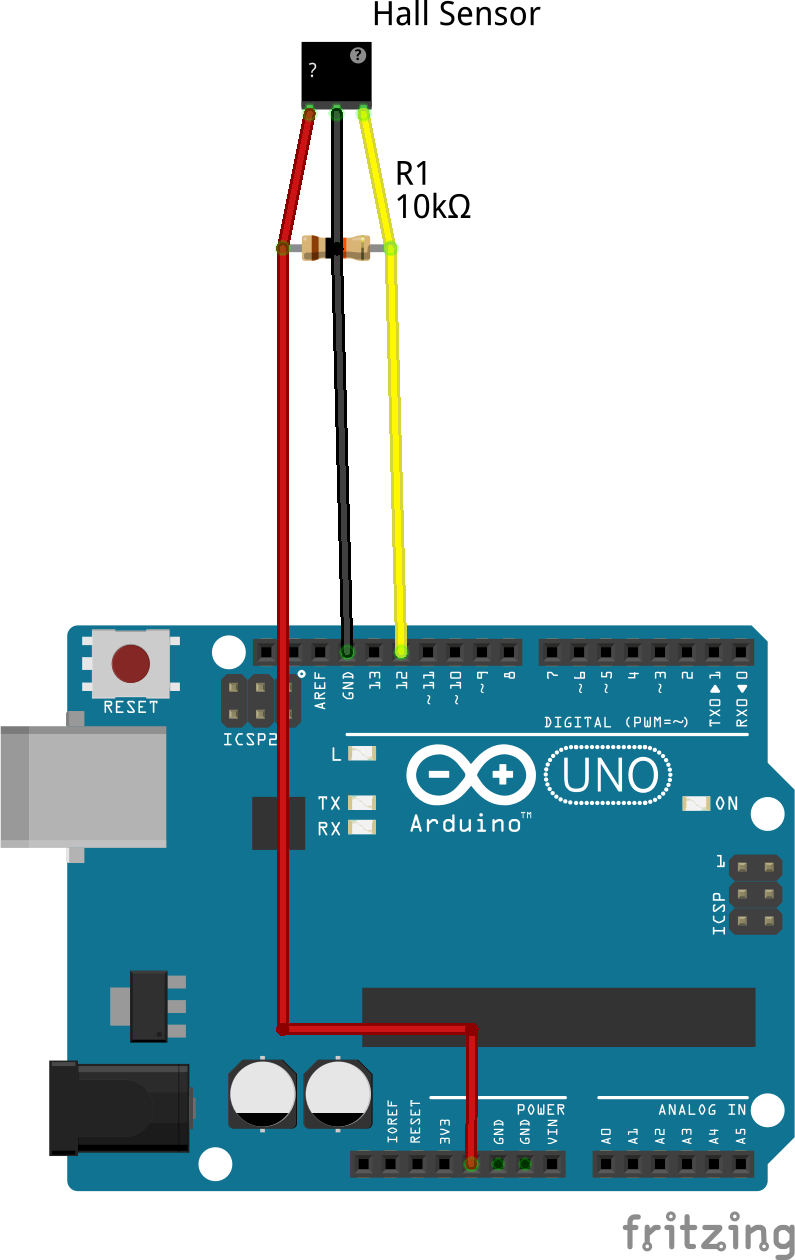 Hall Sensor
?
?
R1
10kΩ
RESET
ICSP2
AREF
GND
13
12
~11
~10
~9
8
7
~6
~5
4
~3
2
TX0▶1
RX0◀0
DIGITAL (PWM=~)
L
TX
RX
UNO
Arduino™
ON
1
ICSP
IOREF
RESET
3V3
GND
GND
VIN
POWER
A0
A1
A2
A3
A4
A5
ANALOG IN
fritzing